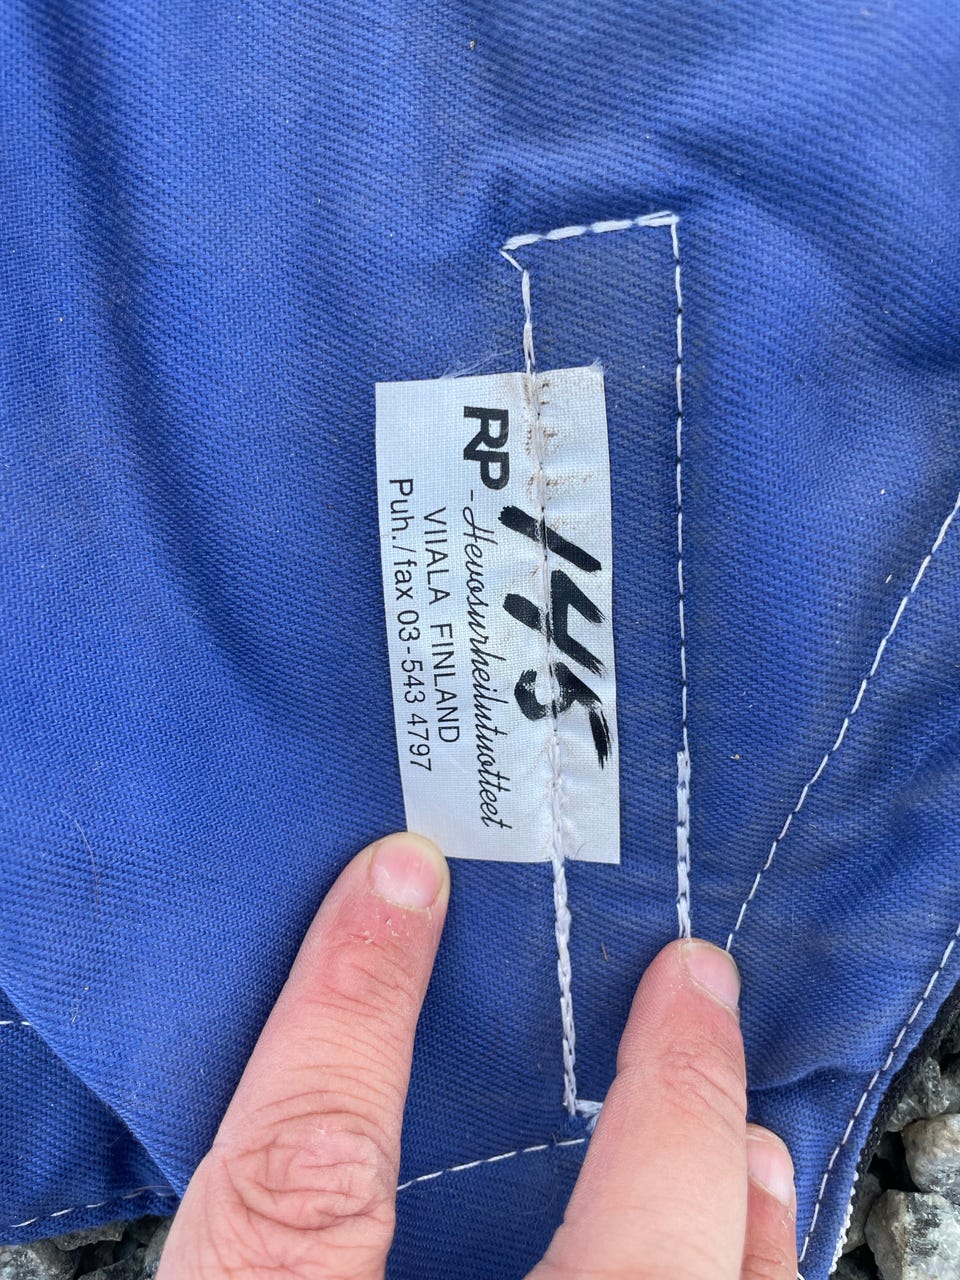 145
RP-Hevosurheilutuotteet
VIIALA FINLAND
Puh./fax 03-543 4797